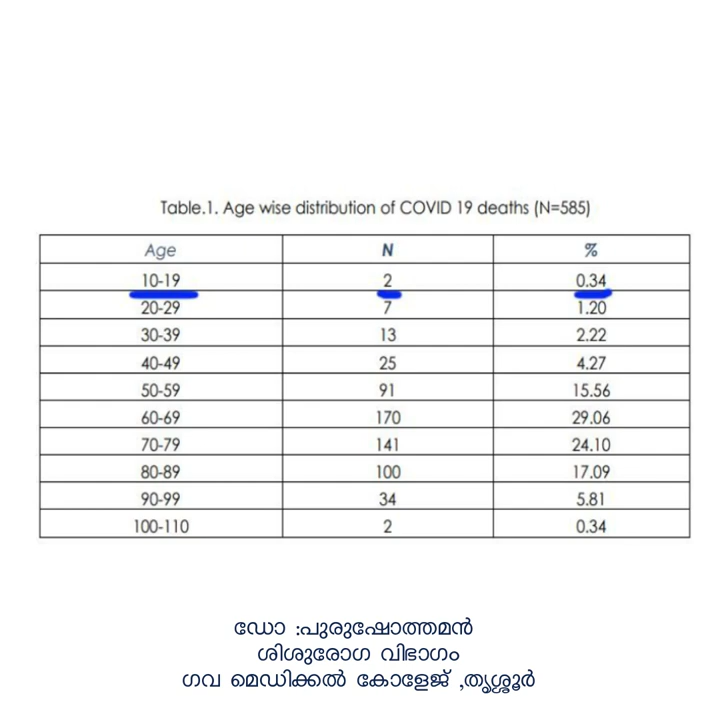 Table.1. Age wise distribution of COVID 19 deaths (N=585)
Age N %
10-19 2 0.34
20-29 7 1.20
30-39 13 2.22
40-49 25 4.27
50-59 91 15.56
60-69 170 29.06
70-79 141 24.10
80-89 100 17.09
90-99 34 5.81
100-110 2 0.34
ഡോ :പുരുഷോത്തമൻ
ശിശുരോഗ വിഭാഗം
ഗവ മെഡിക്കൽ കോളേജ് ,തൃശ്ശൂർ